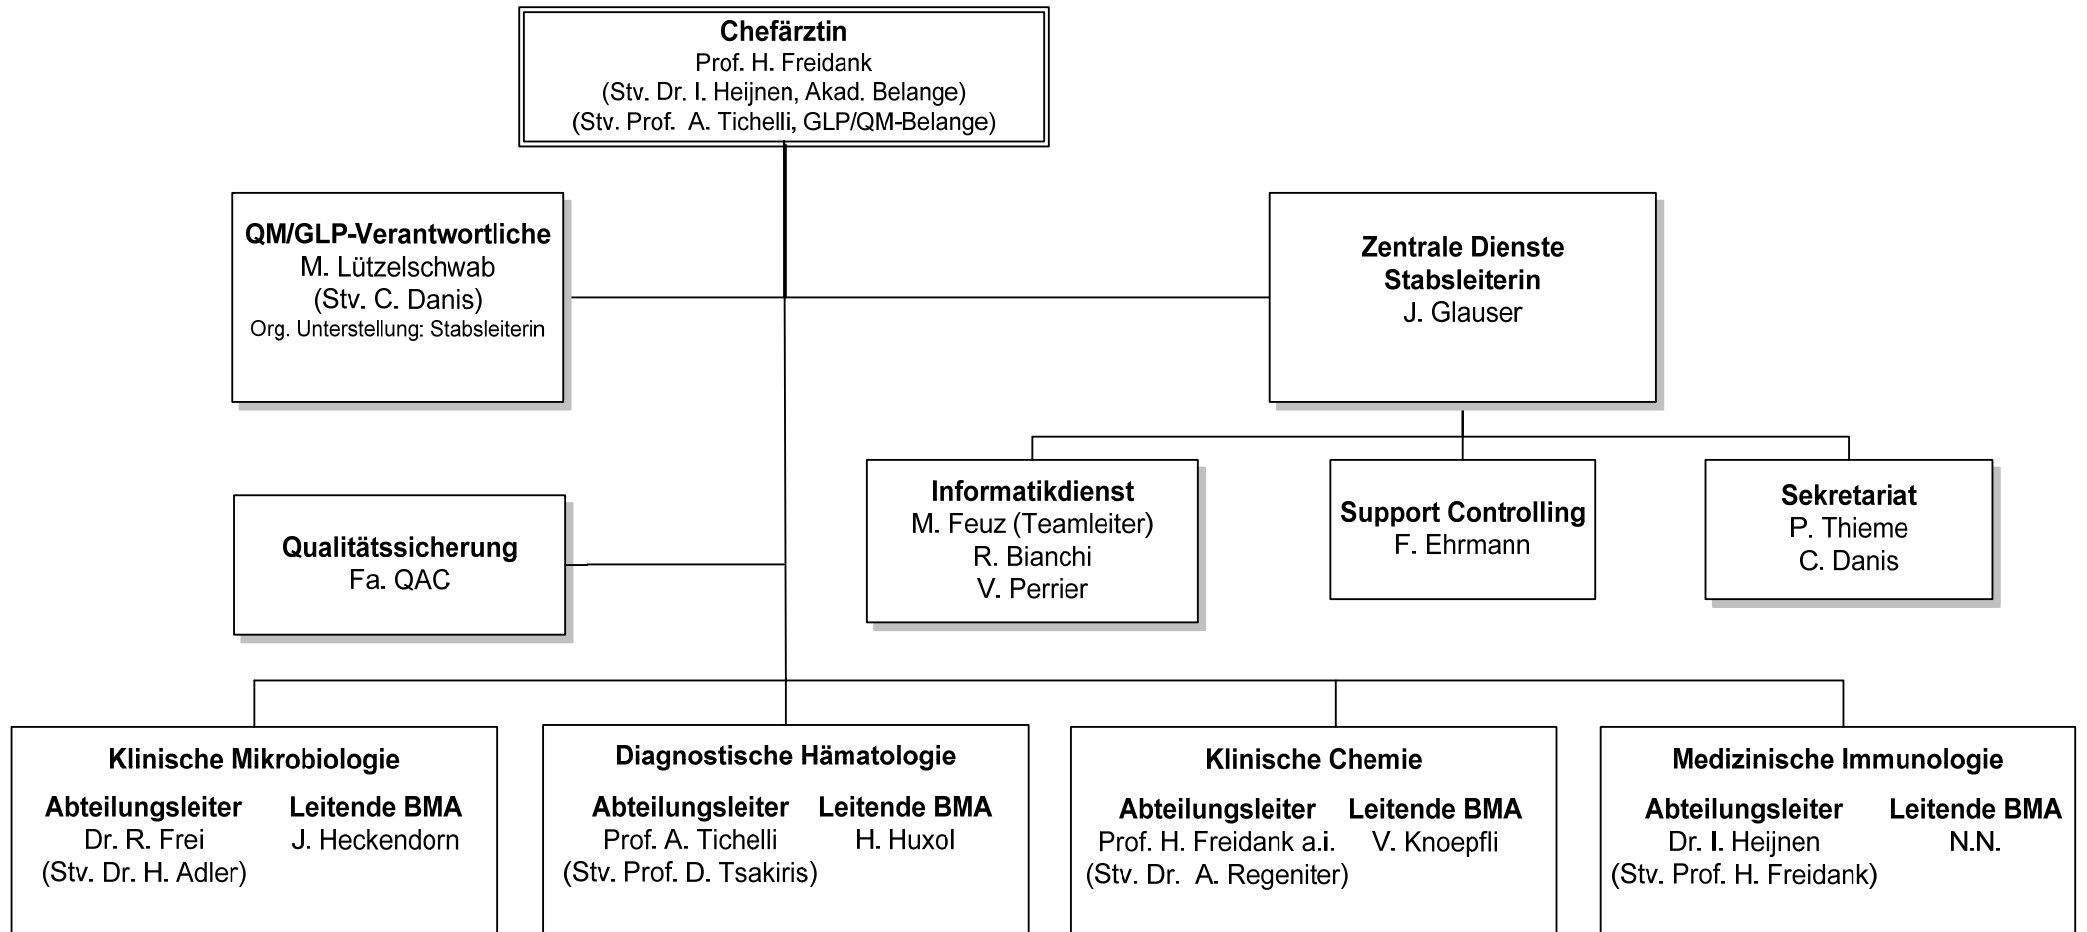 Chefärztin
Prof. H. Freidank
(Stv. Dr. I. Heijnen, Akad. Belange)
(Stv. Prof. A. Tichelli, GLP/QM-Belange)
QM/GLP-Verantwortliche
M. Lützelschwab
(Stv. C. Danis)
Org. Unterstellung: Stabsleiterin
Zentrale Dienste
Stabsleiterin
J. Glauser
Informatikdienst
M. Feuz (Teamleiter)
R. Bianchi
V. Perrier
Support Controlling
F. Ehrmann
Sekretariat
P. Thieme
C. Danis
Qualitätssicherung
Fa. QAC
Klinische Mikrobiologie
Abteilungsleiter Leitende BMA
Dr. R. Frei J. Heckendorn
(Stv. Dr. H. Adler)
Diagnostische Hämatologie
Abteilungsleiter Leitende BMA
Prof. A. Tichelli H. Huxol
(Stv. Prof. D. Tsakiris)
Klinische Chemie
Abteilungsleiter Leitende BMA
Prof. H. Freidank a.i. V. Knoepfli
(Stv. Dr. A. Regeniter)
Medizinische Immunologie
Abteilungsleiter Leitende BMA
Dr. I. Heijnen N.N.
(Stv. Prof. H. Freidank)